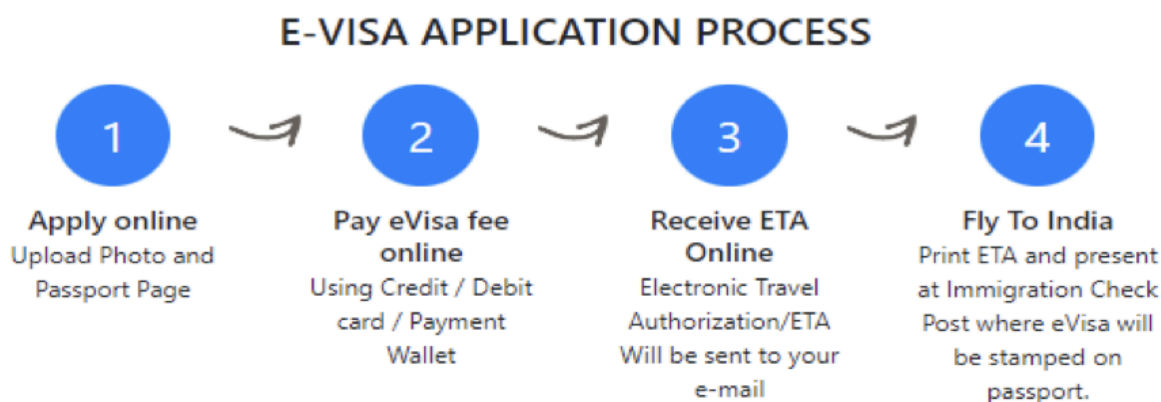 E-VISA APPLICATION PROCESS
1
Apply online
Upload Photo and
Passport Page
2
Pay eVisa fee
online
Using Credit / Debit
card / Payment
Wallet
3
Receive ETA
Online
Electronic Travel
Authorization/ETA
Will be sent to your
e-mail
4
Fly To India
Print ETA and present
at Immigration Check
Post where eVisa will
be stamped on
passport.